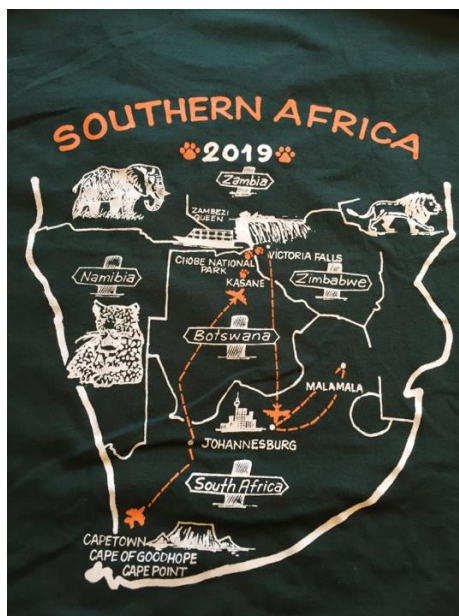 SOUTHERN AFRICA
2019
Zambia
ZAMBEZI
QUEEN
VICTORIA FALLS
CHOBE NATIONAL
PARK
KASANE
Namibia
Zimbabwe
Botswana
MALAMALA
JOHANNESBURG
South Africa
CAPETOWN
CAPE OF GOODHOPE
CAPE POINT